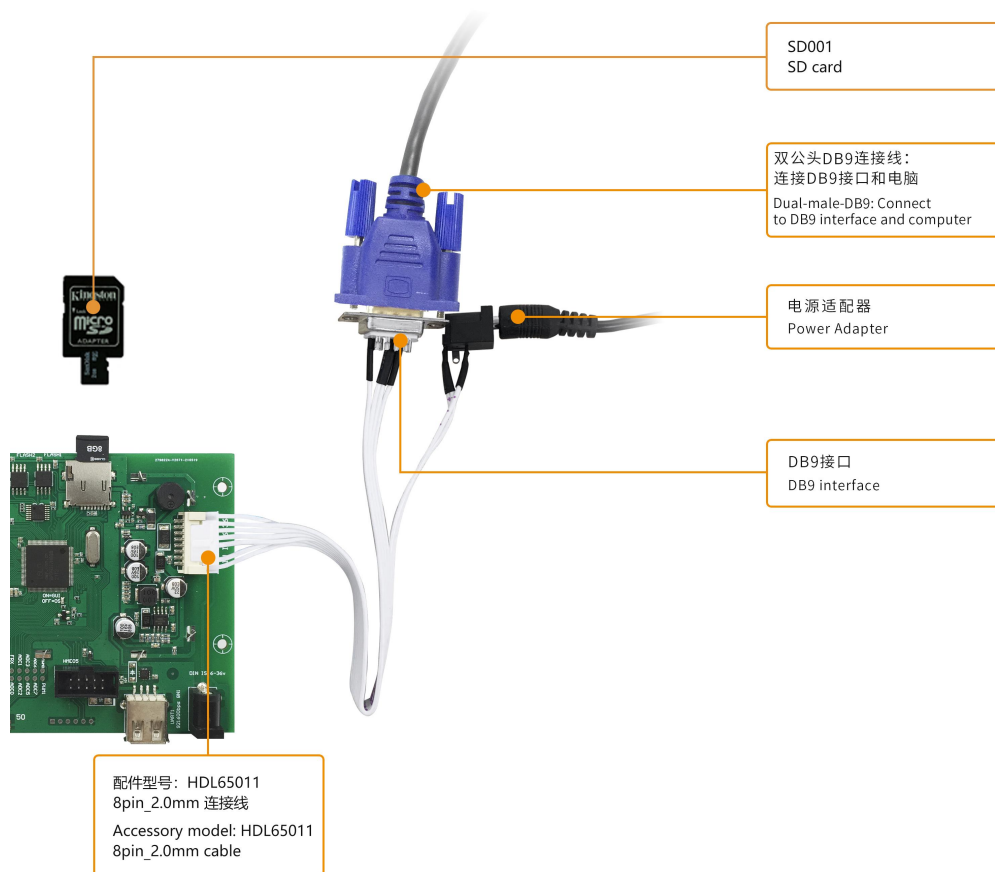 SD001
SD card
双公头DB9连接线：
连接DB9接口和电脑
Dual-male-DB9: Connect
to DB9 interface and computer
电源适配器
Power Adapter
DB9接口
DB9 interface
Kingston
micro
SD
ADAPTER
SanDisk
8GB
FLASH2
FLASH1
50
配件型号：HDL65011
8pin_2.0mm 连接线
Accessory model: HDL65011
8pin_2.0mm cable